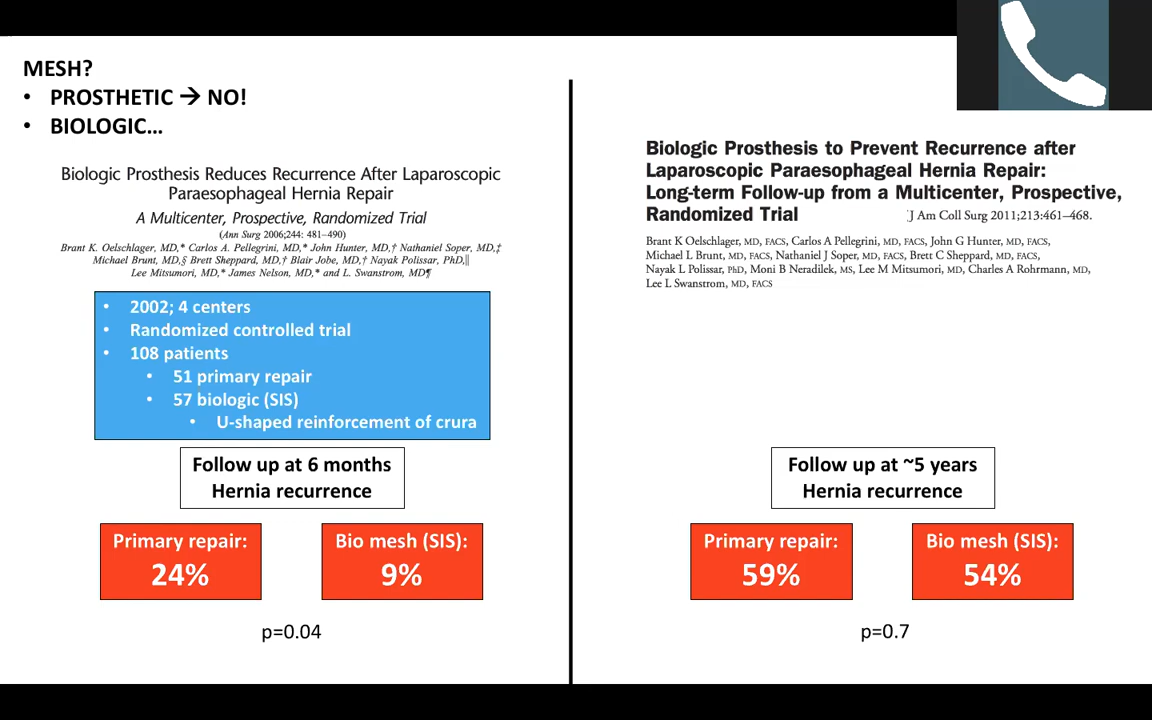 MESH?
• PROSTHETIC → NO!
• BIOLOGIC…
Biologic Prosthesis Reduces Recurrence After Laparoscopic
Paraesophageal Hernia Repair
A Multicenter, Prospective, Randomized Trial
(Ann Surg 2006;244: 481–490)
Brant K. Oelschlager, MD,* Carlos A. Pellegrini, MD,* John Hunter, MD,† Nathaniel Soper, MD,‡
Michael Brunt, MD,§ Brett Sheppard, MD,† Blair Jobe, MD,† Nayak Polissar, PhD,∥
Lee Mitsumori, MD,* James Nelson, MD,* and L. Swanstrom, MD¶
• 2002; 4 centers
• Randomized controlled trial
• 108 patients
• 51 primary repair
• 57 biologic (SIS)
• U-shaped reinforcement of crura
Follow up at 6 months
Hernia recurrence
Primary repair:
24%
Bio mesh (SIS):
9%
p=0.04
Biologic Prosthesis to Prevent Recurrence after
Laparoscopic Paraesophageal Hernia Repair:
Long-term Follow-up from a Multicenter, Prospective,
Randomized Trial
J Am Coll Surg 2011;213:461–468.
Brant K Oelschlager, MD, FACS, Carlos A Pellegrini, MD, FACS, John G Hunter, MD, FACS,
Michael L Brunt, MD, FACS, Nathaniel J Soper, MD, FACS, Brett C Sheppard, MD, FACS,
Nayak L Polissar, PhD, Moni B Neradilek, MS, Lee M Mitsumori, MD, Charles A Rohrmann, MD,
Lee L Swanstrom, MD, FACS
Follow up at ~5 years
Hernia recurrence
Primary repair:
59%
Bio mesh (SIS):
54%
p=0.7